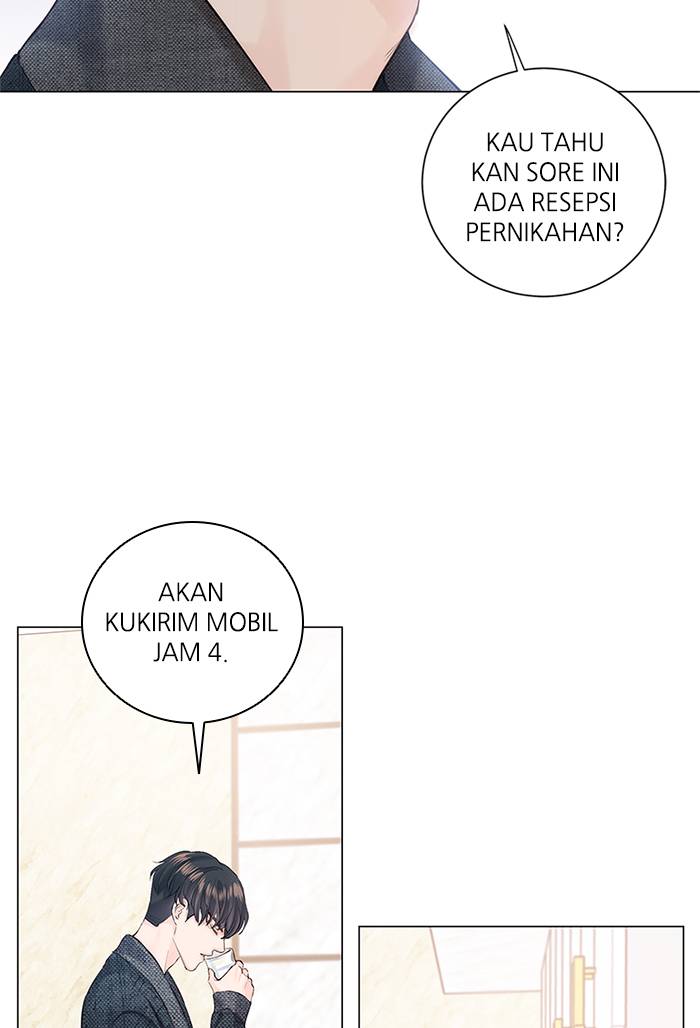 KAU TAHU
KAN SORE INI
ADA RESEPSI
PERNIKAHAN?
AKAN
KUKIRIM MOBIL
JAM 4.